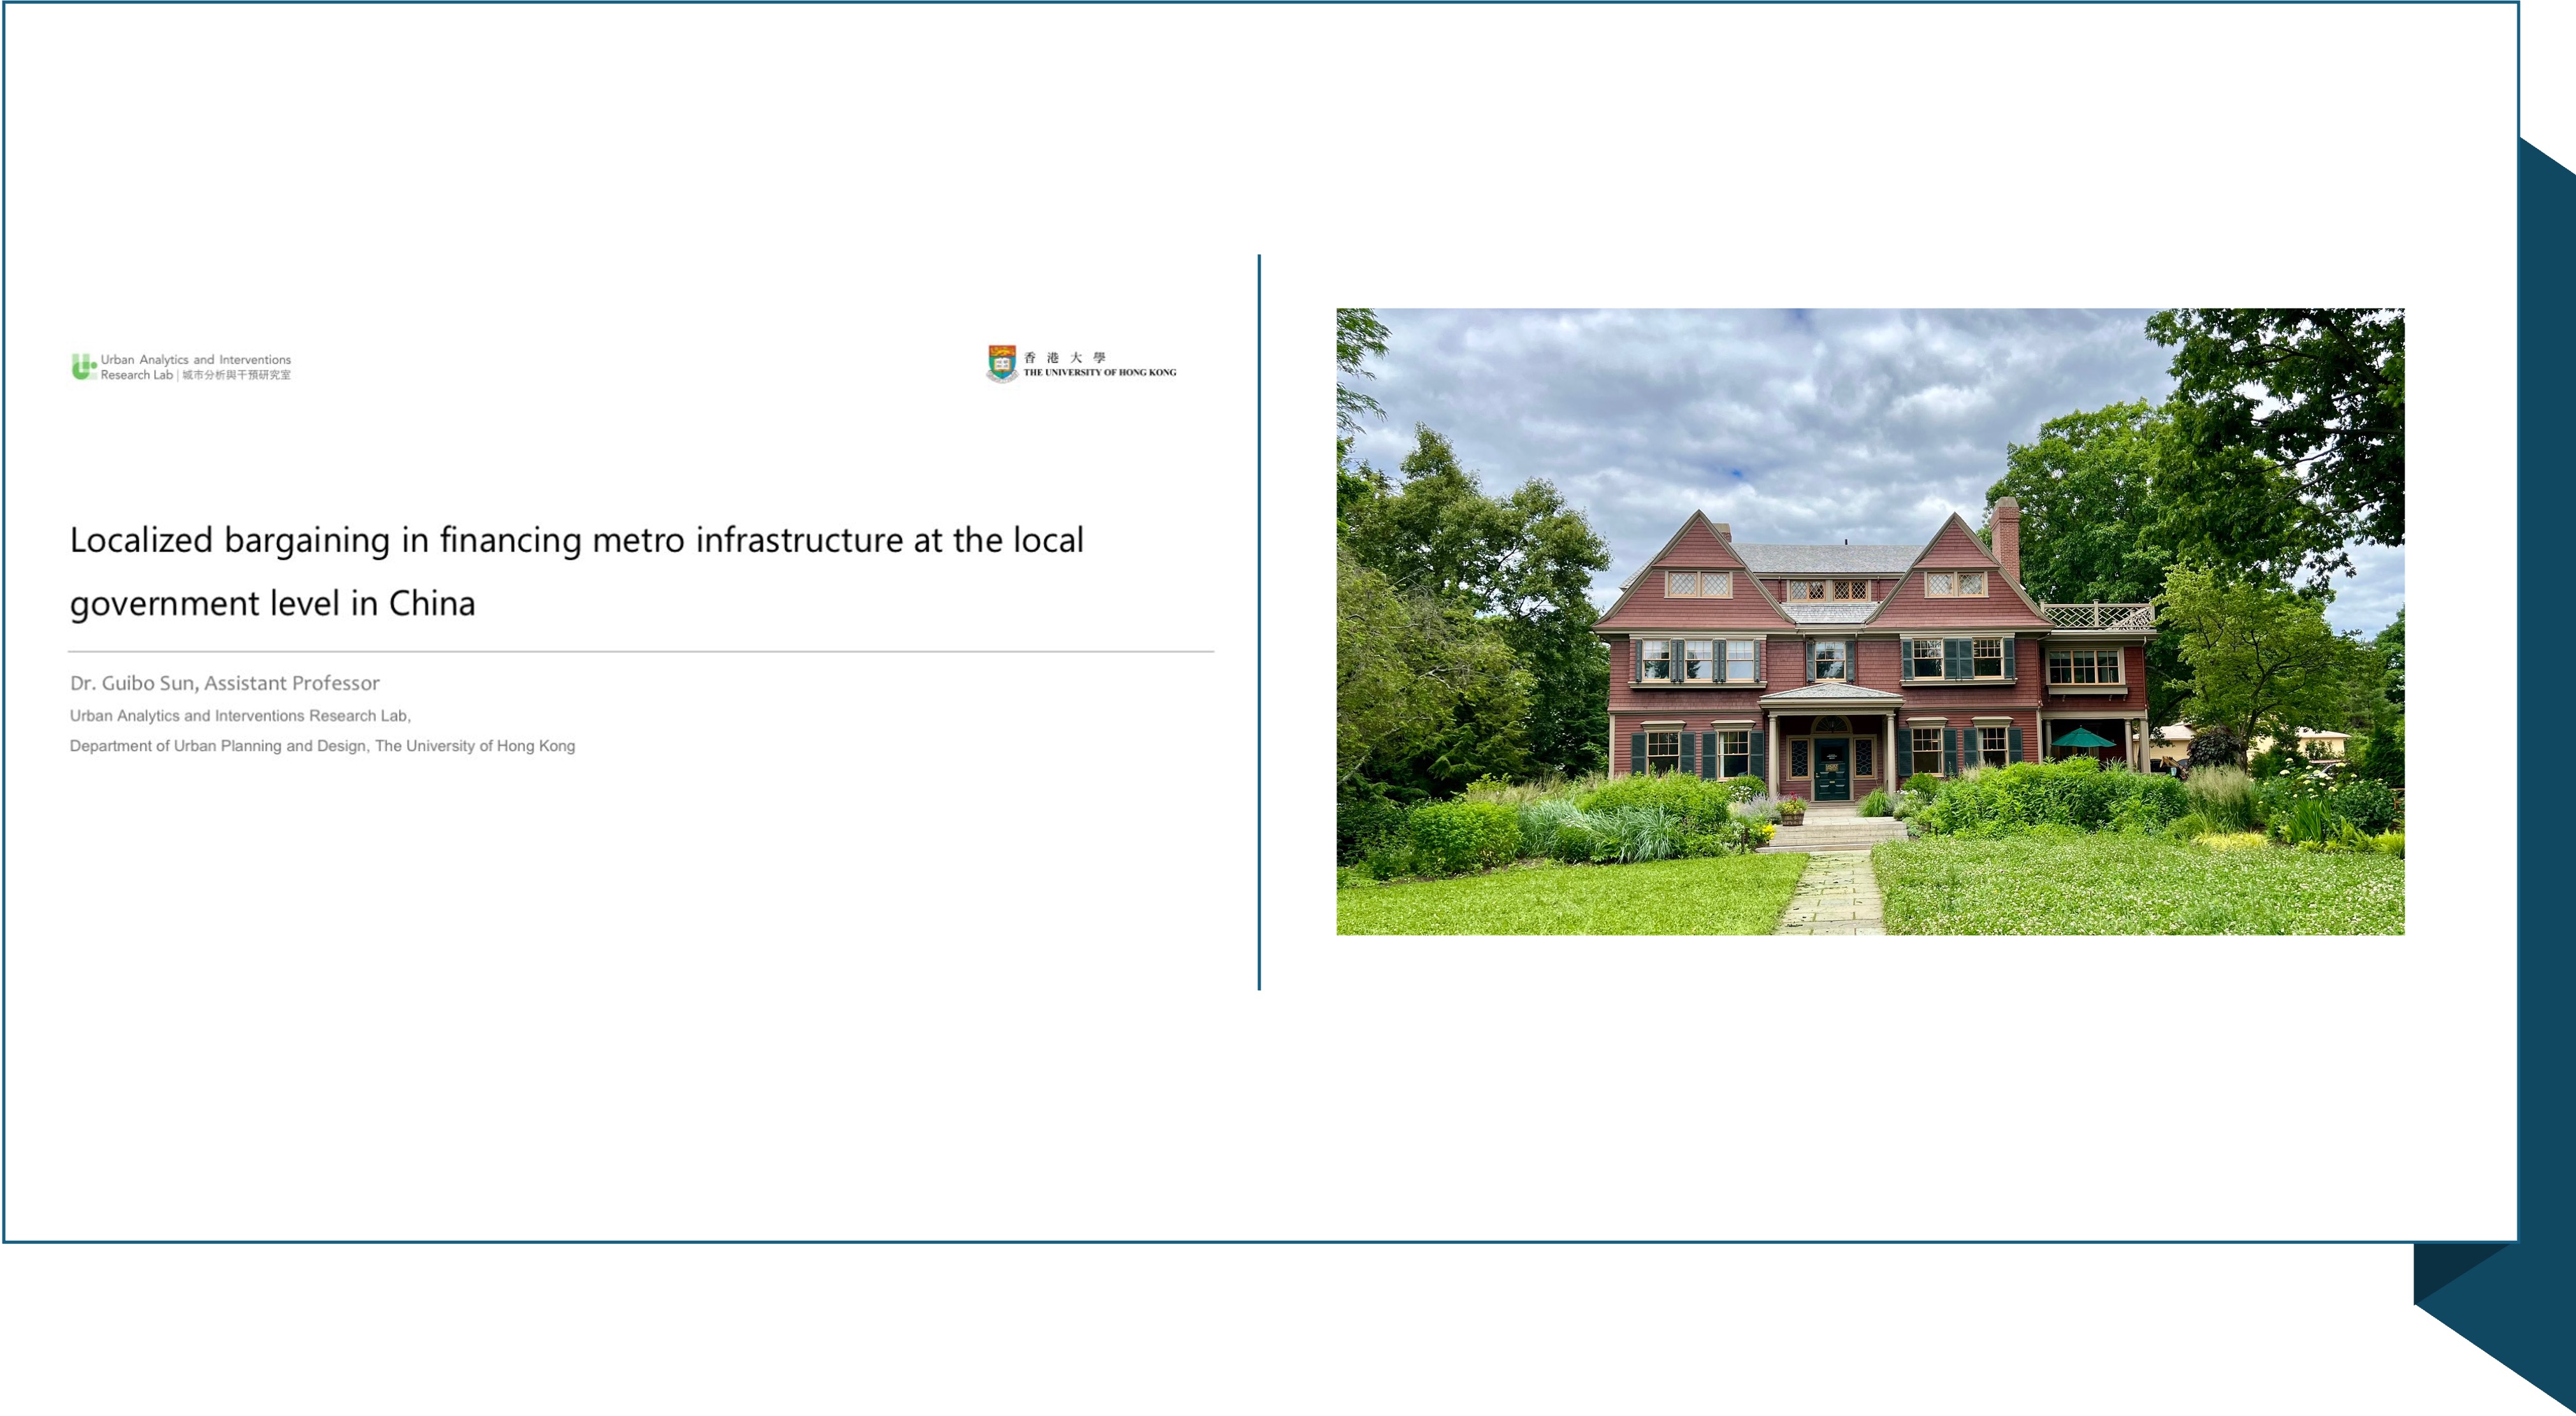 Urban Analytics and Interventions
Research Lab | 城市分析與干預研究室
香港大學
THE UNIVERSITY OF HONG KONG
Localized bargaining in financing metro infrastructure at the local
government level in China
Dr. Guibo Sun, Assistant Professor
Urban Analytics and Interventions Research Lab,
Department of Urban Planning and Design, The University of Hong Kong